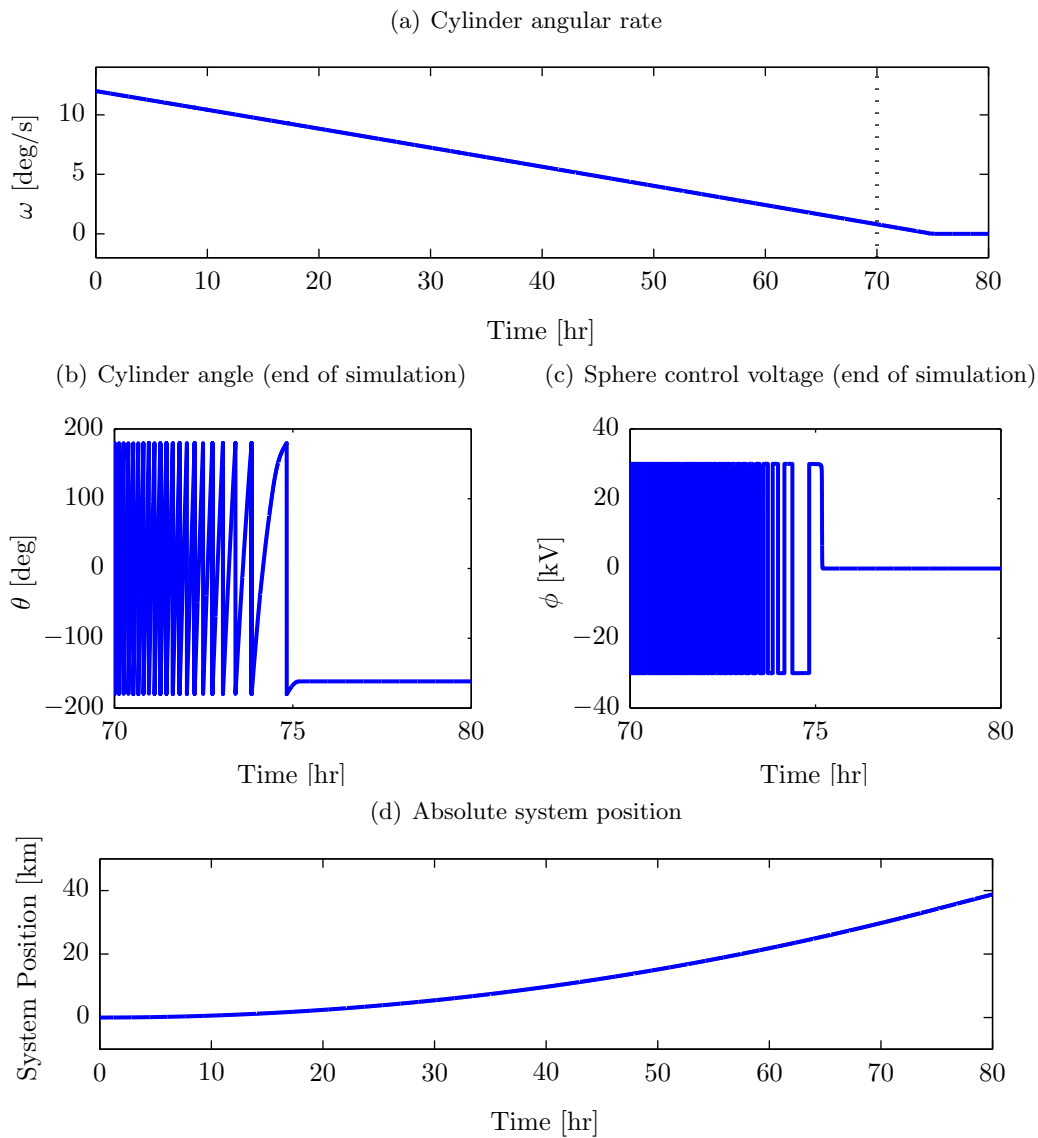 (a) Cylinder angular rate
ω [deg/s]
10
5
0
0 10 20 30 40 50 60 70 80
Time [hr]
(b) Cylinder angle (end of simulation)
θ [deg]
200
100
0
−100
−200
70 75 80
Time [hr]
(c) Sphere control voltage (end of simulation)
ϕ [kV]
40
20
0
−20
−40
70 75 80
Time [hr]
(d) Absolute system position
System Position [km]
40
20
0
0 10 20 30 40 50 60 70 80
Time [hr]